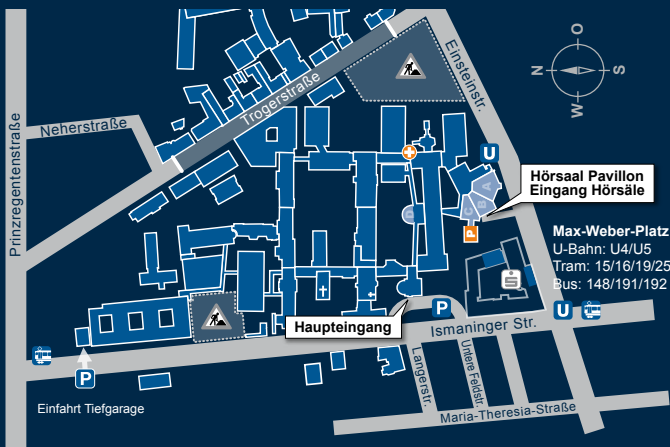 Einsteinstr.
O
N
S
W
Trogerstraße
Neherstraße
Prinzregentenstraße
U
A
B
C
D
P
Hörsaal Pavillon
Eingang Hörsäle
Max-Weber-Platz
U-Bahn: U4/U5
Tram: 15/16/19/25
Bus: 148/191/192
S
Haupteingang
P
Ismaninger Str.
U
Langerstr.
Untere Feldstr.
P
Einfahrt Tiefgarage
Maria-Theresia-Straße